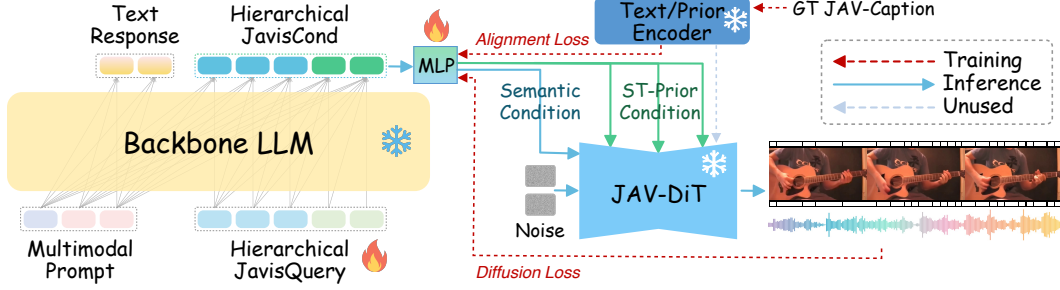 Text
Response
Hierarchical
JavisCond
MLP
Alignment Loss
Text/Prior
Encoder
GT JAV-Caption
Training
Inference
Unused
Semantic
Condition
ST-Prior
Condition
Backbone LLM
JAV-DiT
Noise
Multimodal
Prompt
Hierarchical
JavisQuery
Diffusion Loss